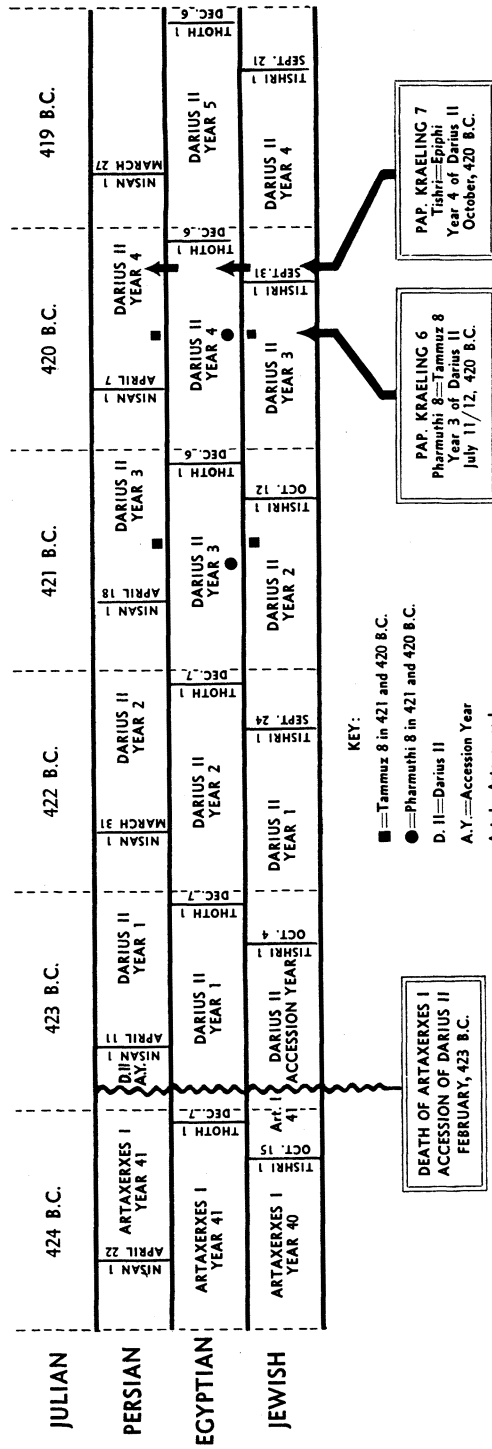 JULIAN
424 B.C.
423 B.C.
422 B.C.
421 B.C.
420 B.C.
419 B.C.
PERSIAN
NISAN 1
APRIL 22
ARTAXERXES I
YEAR 41
D.II
A.Y.
NISAN 1
APRIL 11
DARIUS II
YEAR 1
NISAN 1
MARCH 31
DARIUS II
YEAR 2
NISAN 1
APRIL 18
DARIUS II
YEAR 3
NISAN 1
APRIL 7
DARIUS II
YEAR 4
NISAN 1
MARCH 27
EGYPTIAN
ARTAXERXES I
YEAR 41
THOTH 1
DEC. 7
DARIUS II
YEAR 1
THOTH 1
DEC. 7
DARIUS II
YEAR 2
THOTH 1
DEC. 7
DARIUS II
YEAR 3
THOTH 1
DEC. 6
DARIUS II
YEAR 4
THOTH 1
DEC. 6
DARIUS II
YEAR 5
THOTH 1
DEC. 6
JEWISH
ARTAXERXES I
YEAR 40
TISHRI 1
OCT. 15
Art. I
41
DARIUS II
ACCESSION YEAR
TISHRI 1
OCT. 4
DARIUS II
YEAR 1
TISHRI 1
SEPT. 24
DARIUS II
YEAR 2
TISHRI 1
OCT. 12
DARIUS II
YEAR 3
TISHRI 1
SEPT. 31
DARIUS II
YEAR 4
TISHRI 1
SEPT. 21
DEATH OF ARTAXERXES I
ACCESSION OF DARIUS II
FEBRUARY, 423 B.C.
KEY:
■=Tammuz 8 in 421 and 420 B.C.
●=Pharmuthi 8 in 421 and 420 B.C.
D. II=Darius II
A.Y.=Accession Year
PAP. KRAELING 6
Pharmuthi 8=Tammuz 8
Year 3 of Darius II
July 11/12, 420 B.C.
PAP. KRAELING 7
Tishri=Epiphi
Year 4 of Darius II
October, 420 B.C.